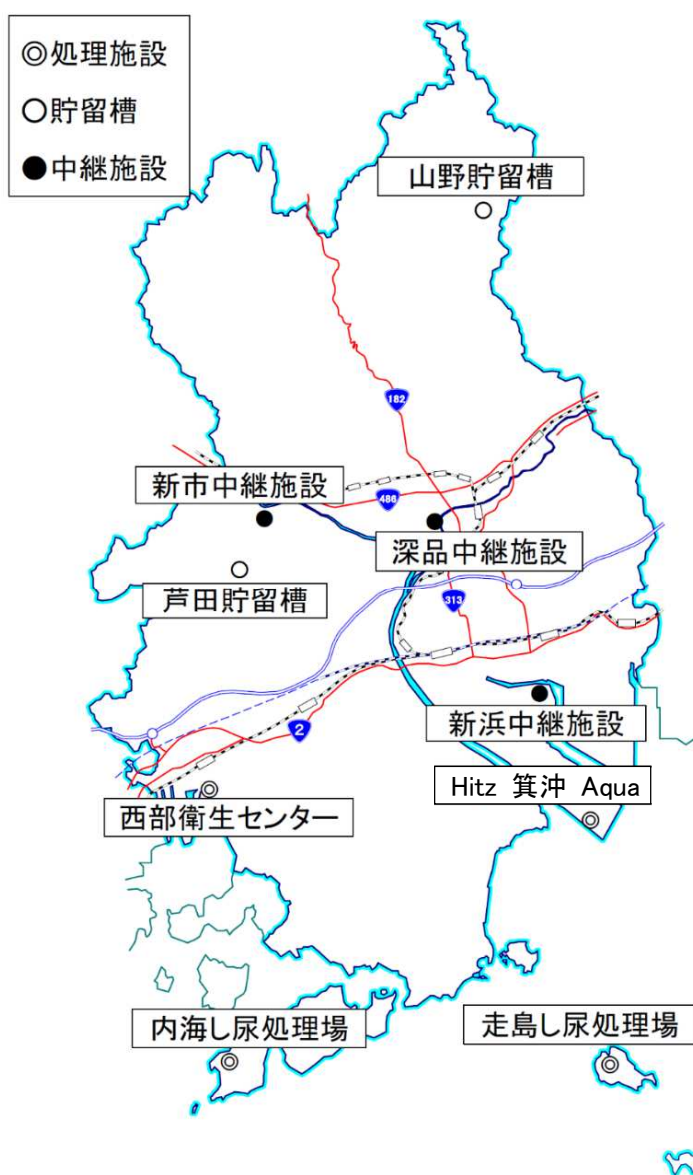 ◎処理施設
○貯留槽
●中継施設
山野貯留槽
182
新市中継施設
486
深品中継施設
芦田貯留槽
313
新浜中継施設
2
Hitz 箕沖 Aqua
西部衛生センター
内海し尿処理場
走島し尿処理場